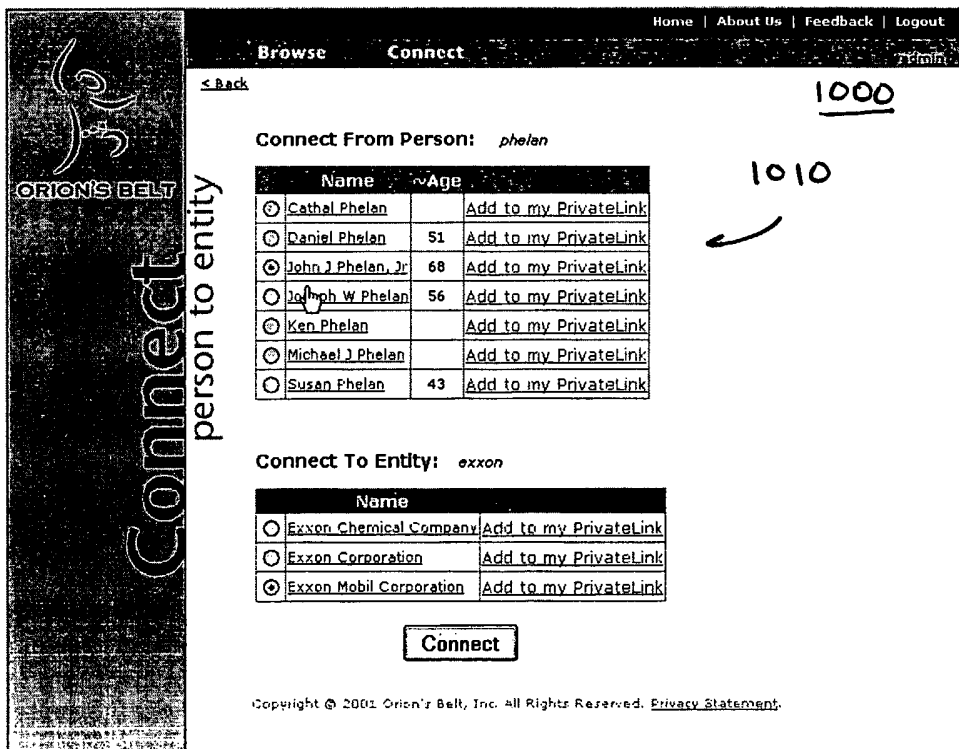 Home | About Us | Feedback | Logout
Browse Connect
admin
< Back
1000
Connect From Person: phelan
1010
ORION'S BELT
Connect
person to entity
Name ~Age
Cathal Phelan Add to my PrivateLink
Daniel Phelan 51 Add to my PrivateLink
John J Phelan, Jr 68 Add to my PrivateLink
Joseph W Phelan 56 Add to my PrivateLink
Ken Phelan Add to my PrivateLink
Michael J Phelan Add to my PrivateLink
Susan Phelan 43 Add to my PrivateLink
Connect To Entity: exxon
Name
Exxon Chemical Company Add to my PrivateLink
Exxon Corporation Add to my PrivateLink
Exxon Mobil Corporation Add to my PrivateLink
Connect
Copyright © 2001 Orion's Belt, Inc. All Rights Reserved. Privacy Statement.